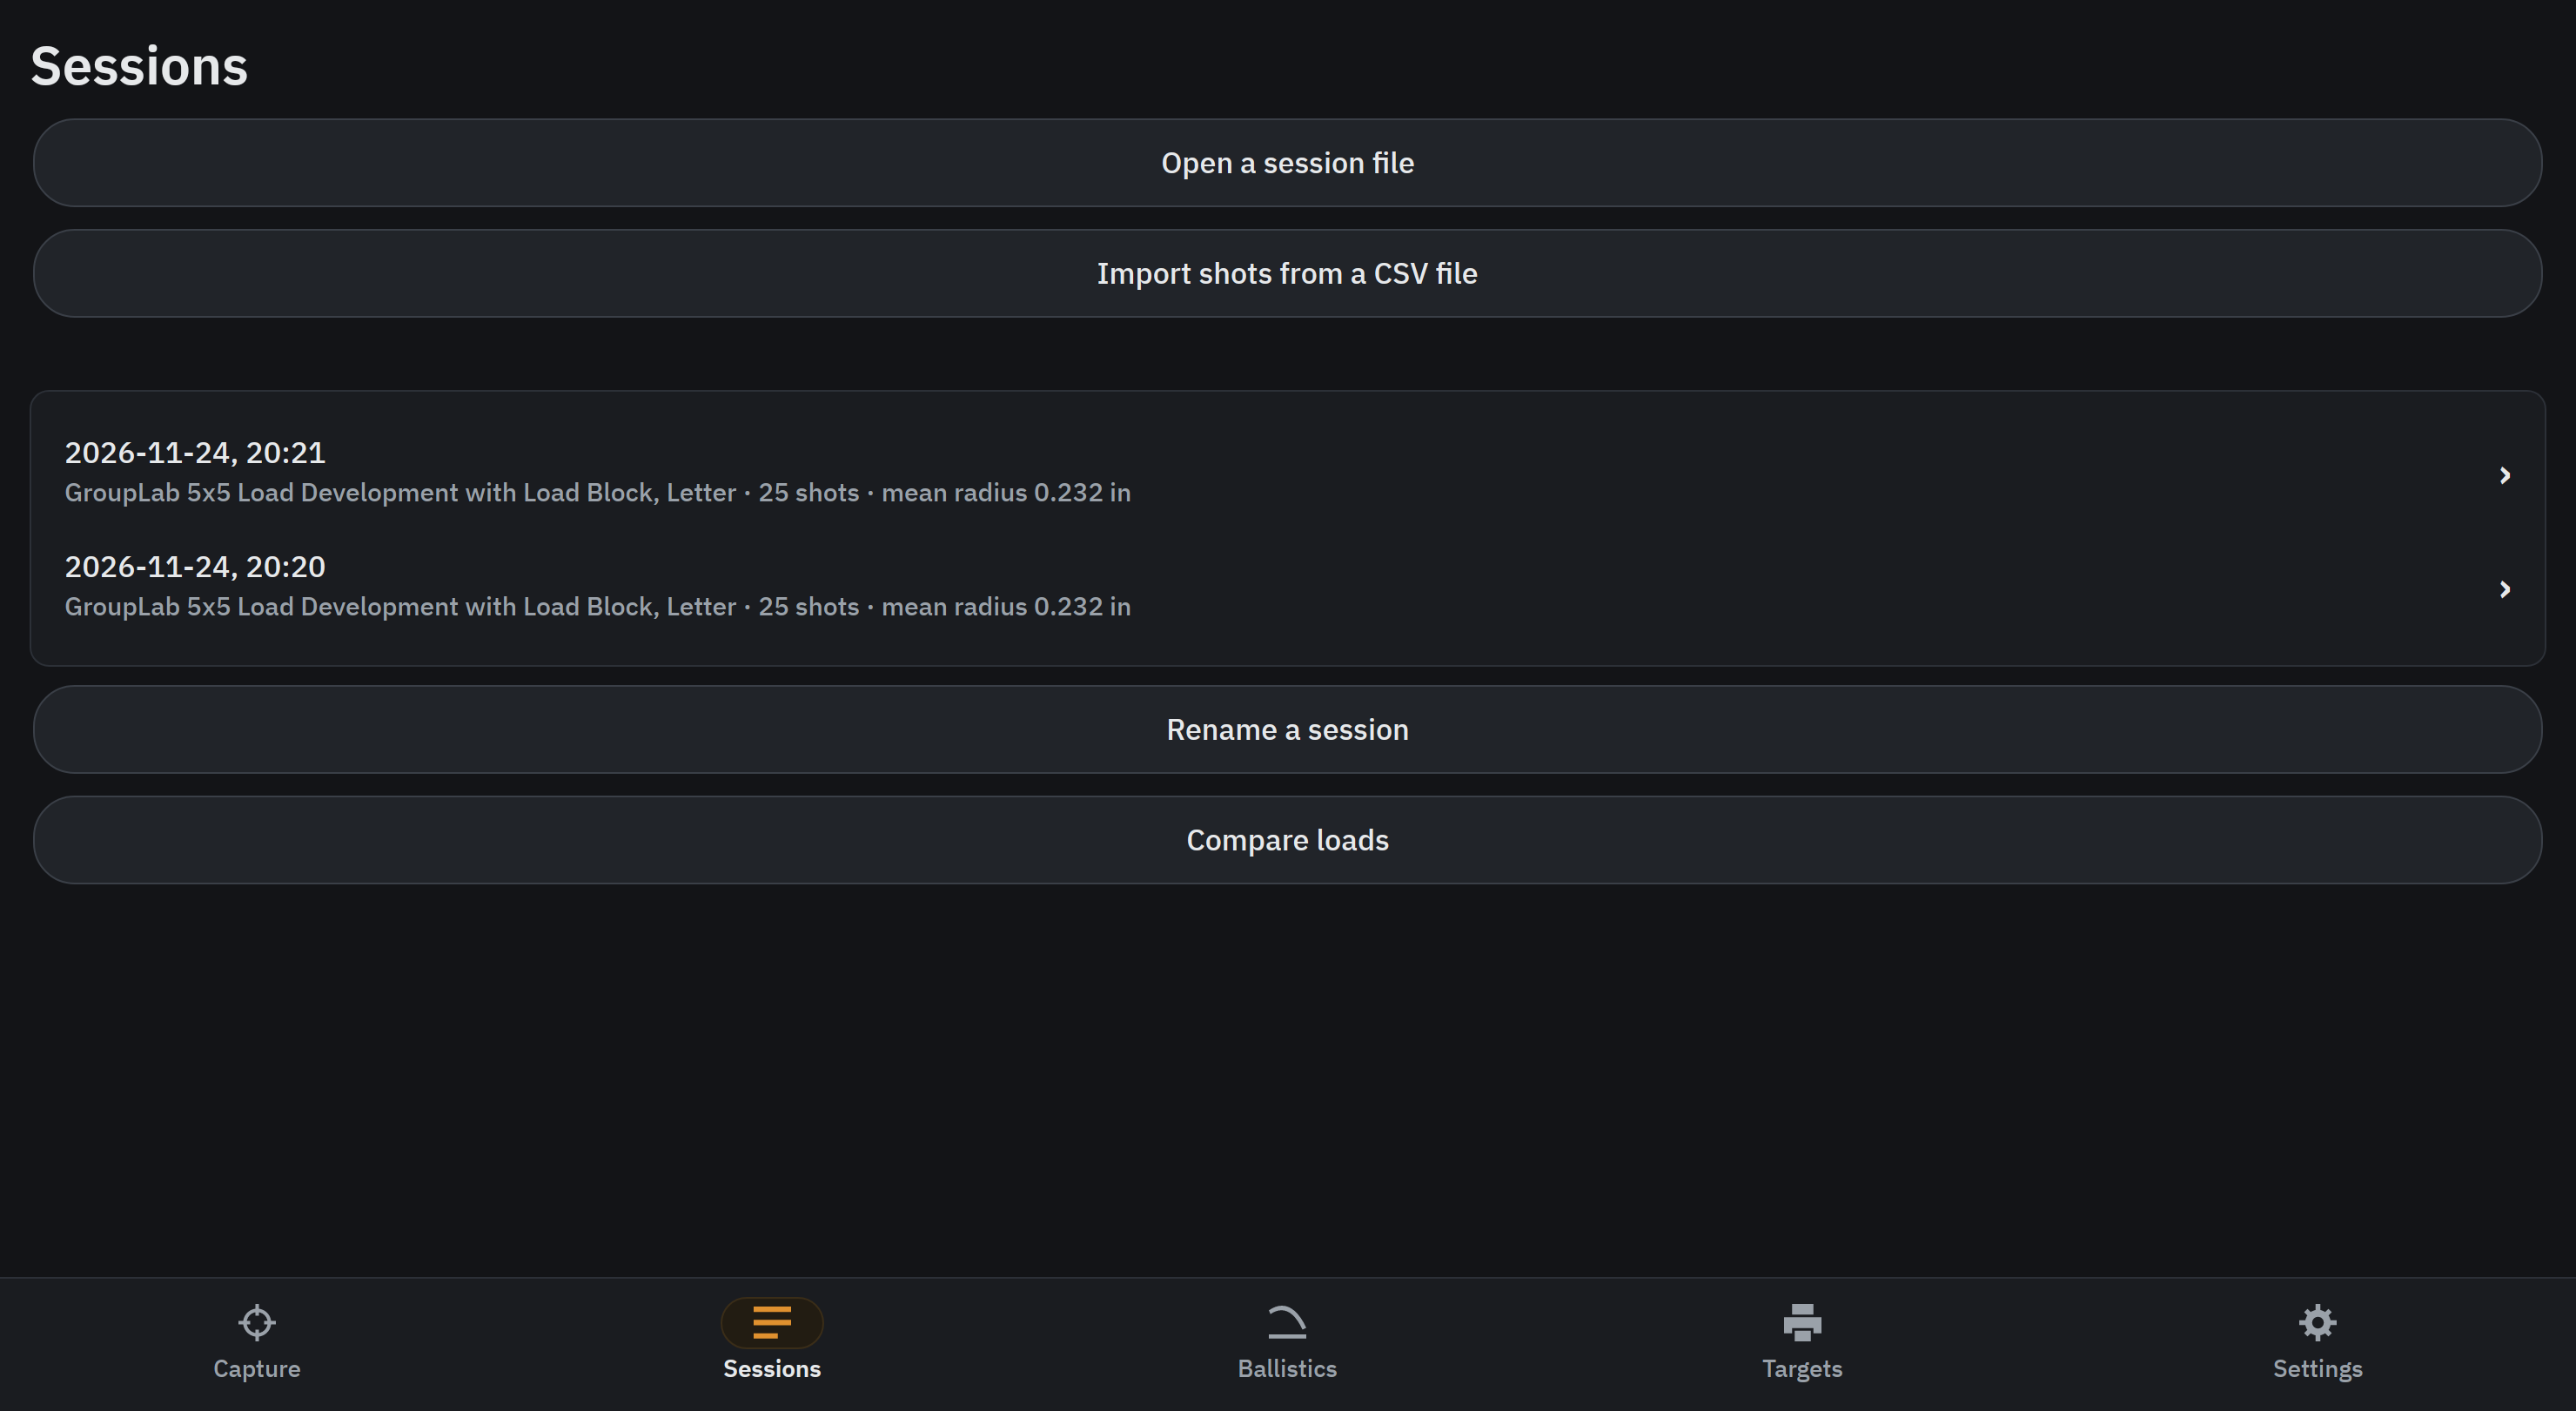 Sessions
Open a session file
Import shots from a CSV file
2026-11-24, 20:21
GroupLab 5x5 Load Development with Load Block, Letter · 25 shots · mean radius 0.232 in
2026-11-24, 20:20
GroupLab 5x5 Load Development with Load Block, Letter · 25 shots · mean radius 0.232 in
Rename a session
Compare loads
Capture
Sessions
Ballistics
Targets
Settings